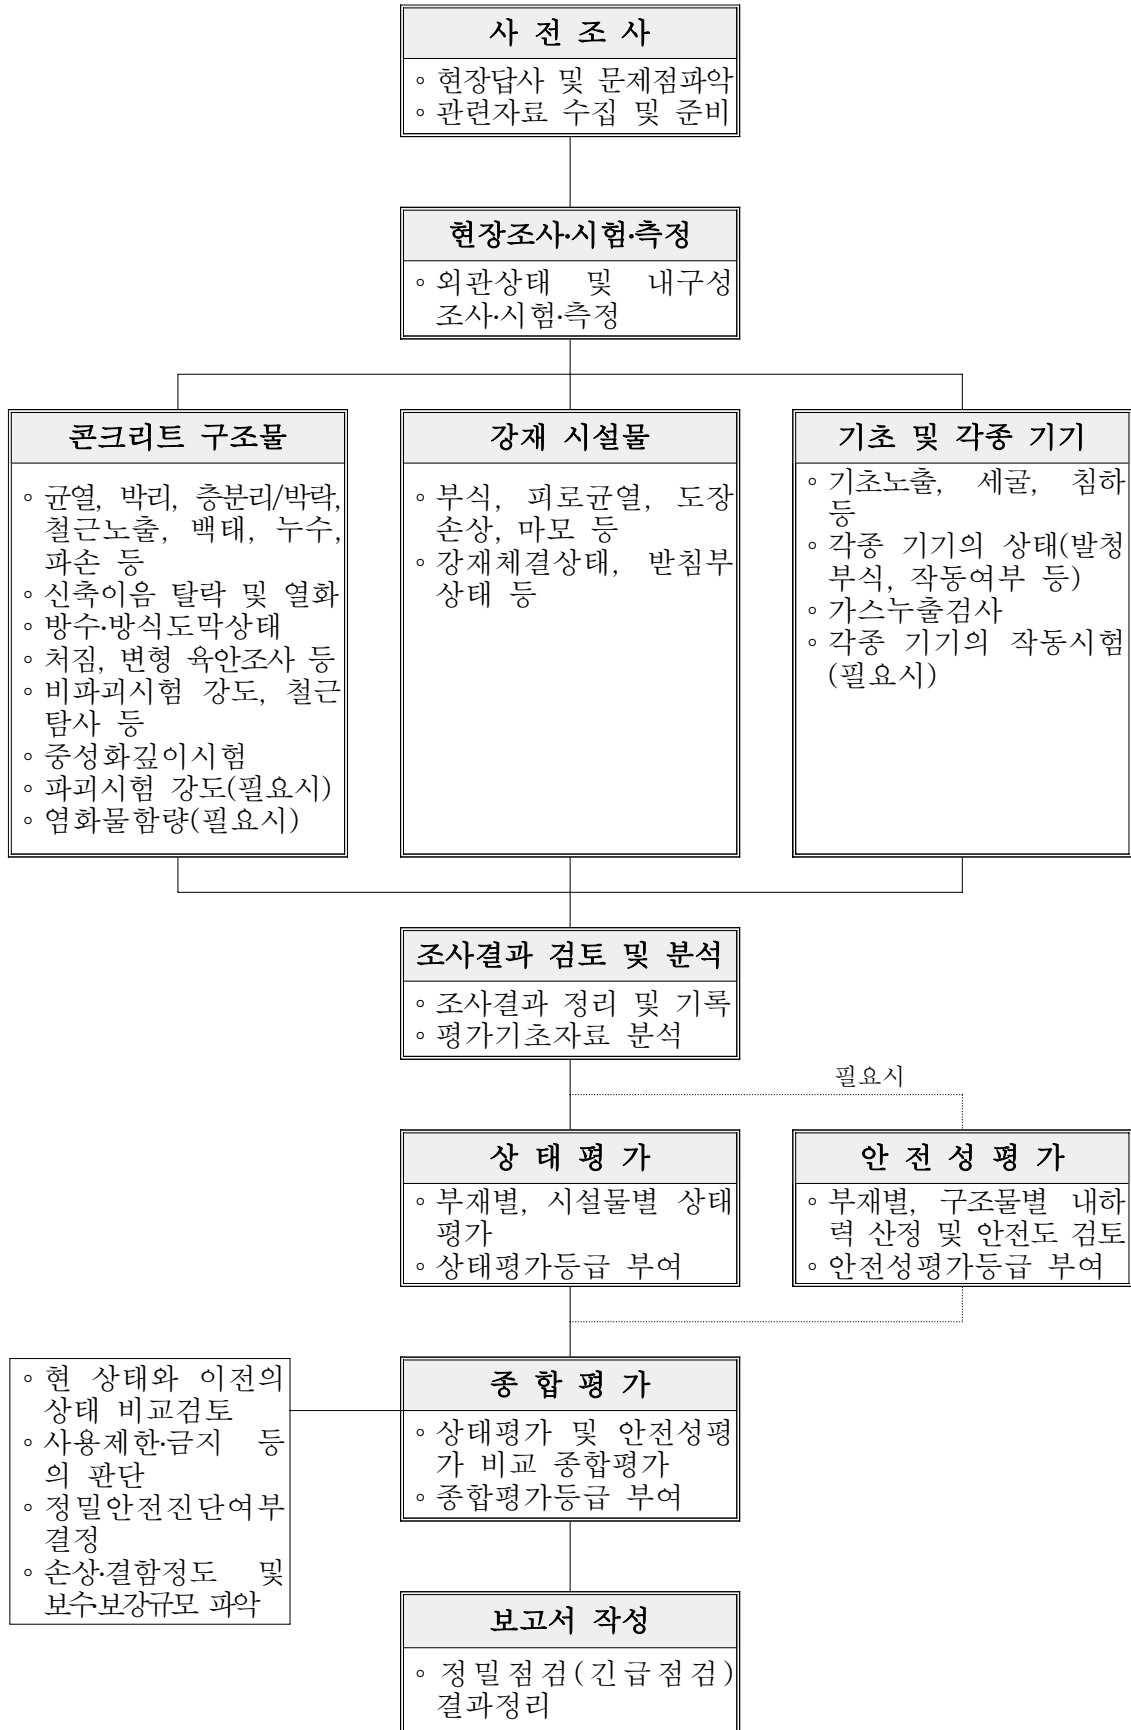 사 전 조 사
∘ 현장답사 및 문제점파악
∘ 관련자료 수집 및 준비
현장조사·시험·측정
∘ 외관상태 및 내구성
조사·시험·측정
콘크리트 구조물
∘ 균열, 박리, 층분리/박락,
철근노출, 백태, 누수,
파손 등
∘ 신축이음 탈락 및 열화
∘ 방수·방식도막상태
∘ 처짐, 변형 육안조사 등
∘ 비파괴시험 강도, 철근
탐사 등
∘ 중성화깊이시험
∘ 파괴시험 강도(필요시)
∘ 염화물함량(필요시)
강재 시설물
∘ 부식, 피로균열, 도장
손상, 마모 등
∘ 강재체결상태, 받침부
상태 등
기초 및 각종 기기
∘ 기초노출, 세굴, 침하
등
∘ 각종 기기의 상태(발청
부식, 작동여부 등)
∘ 가스누출검사
∘ 각종 기기의 작동시험
(필요시)
조사결과 검토 및 분석
∘ 조사결과 정리 및 기록
∘ 평가기초자료 분석
필요시
상 태 평 가
∘ 부재별, 시설물별 상태
평가
∘ 상태평가등급 부여
안 전 성 평 가
∘ 부재별, 구조물별 내하
력 산정 및 안전도 검토
∘ 안전성평가등급 부여
∘ 현 상태와 이전의
상태 비교검토
∘ 사용제한·금지 등
의 판단
∘ 정밀안전진단여부
결정
∘ 손상·결함정도 및
보수·보강규모 파악
종 합 평 가
∘ 상태평가 및 안전성평
가 비교 종합평가
∘ 종합평가등급 부여
보고서 작성
∘ 정밀점검(긴급점검)
결과정리